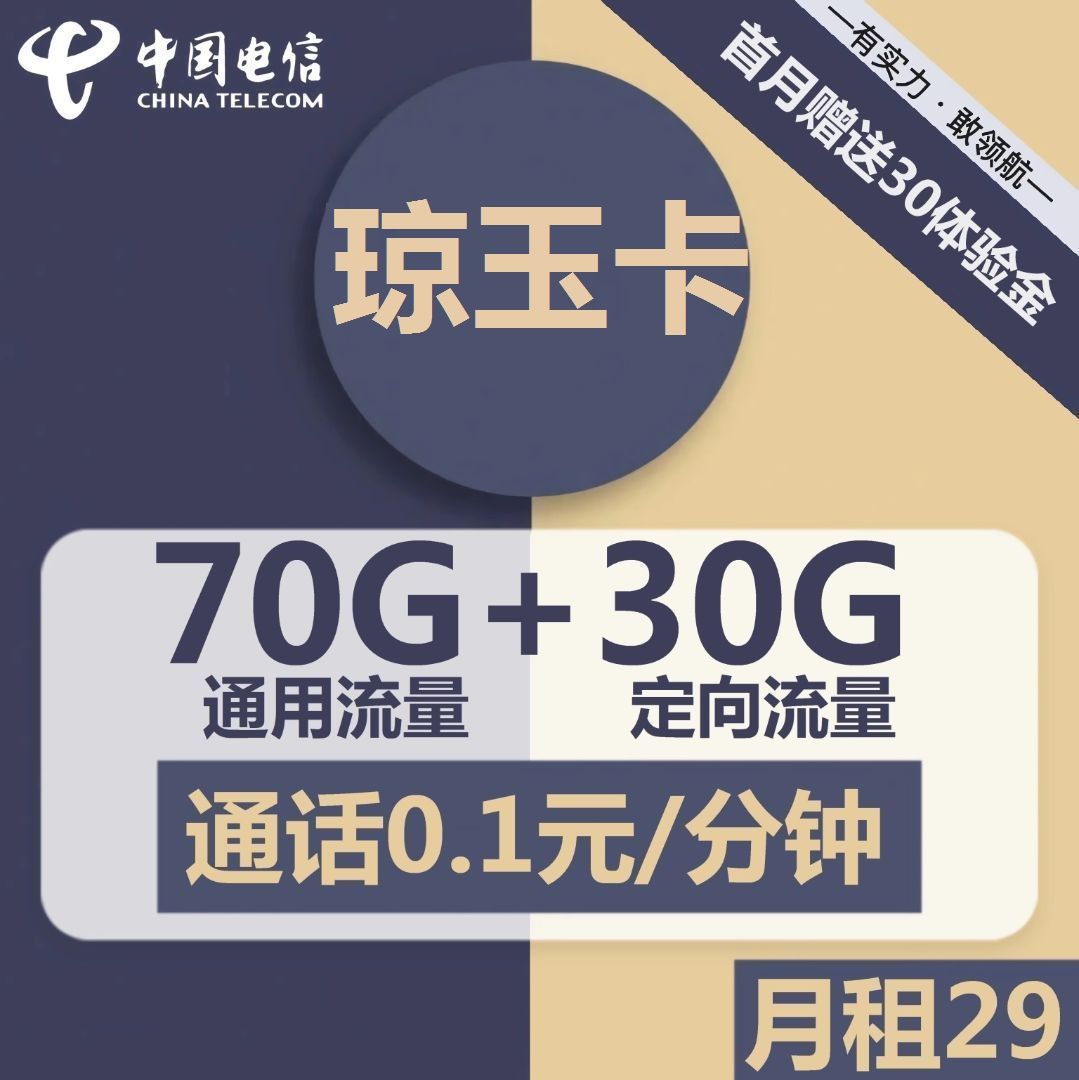 中国电信
CHINA TELECOM
—有实力·敢领航—
首月赠送30体验金
琼玉卡
70G+30G
通用流量 定向流量
通话0.1元/分钟
月租29